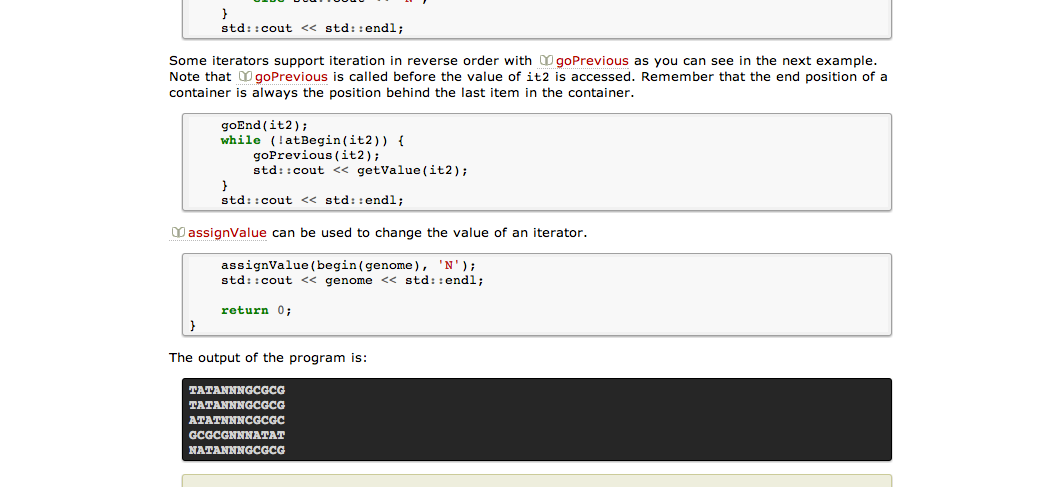 }
std::cout << std::endl;
Some iterators support iteration in reverse order with goPrevious as you can see in the next example.
Note that goPrevious is called before the value of it2 is accessed. Remember that the end position of a
container is always the position behind the last item in the container.
goEnd(it2);
while (!atBegin(it2)) {
goPrevious(it2);
std::cout << getValue(it2);
}
std::cout << std::endl;
assignValue can be used to change the value of an iterator.
assignValue(begin(genome), 'N');
std::cout << genome << std::endl;
return 0;
}
The output of the program is:
TATANNNGCGCG
TATANNNGCGCG
ATATNNNCGCGC
GCGCGNNNATAT
NATANNNGCGCG